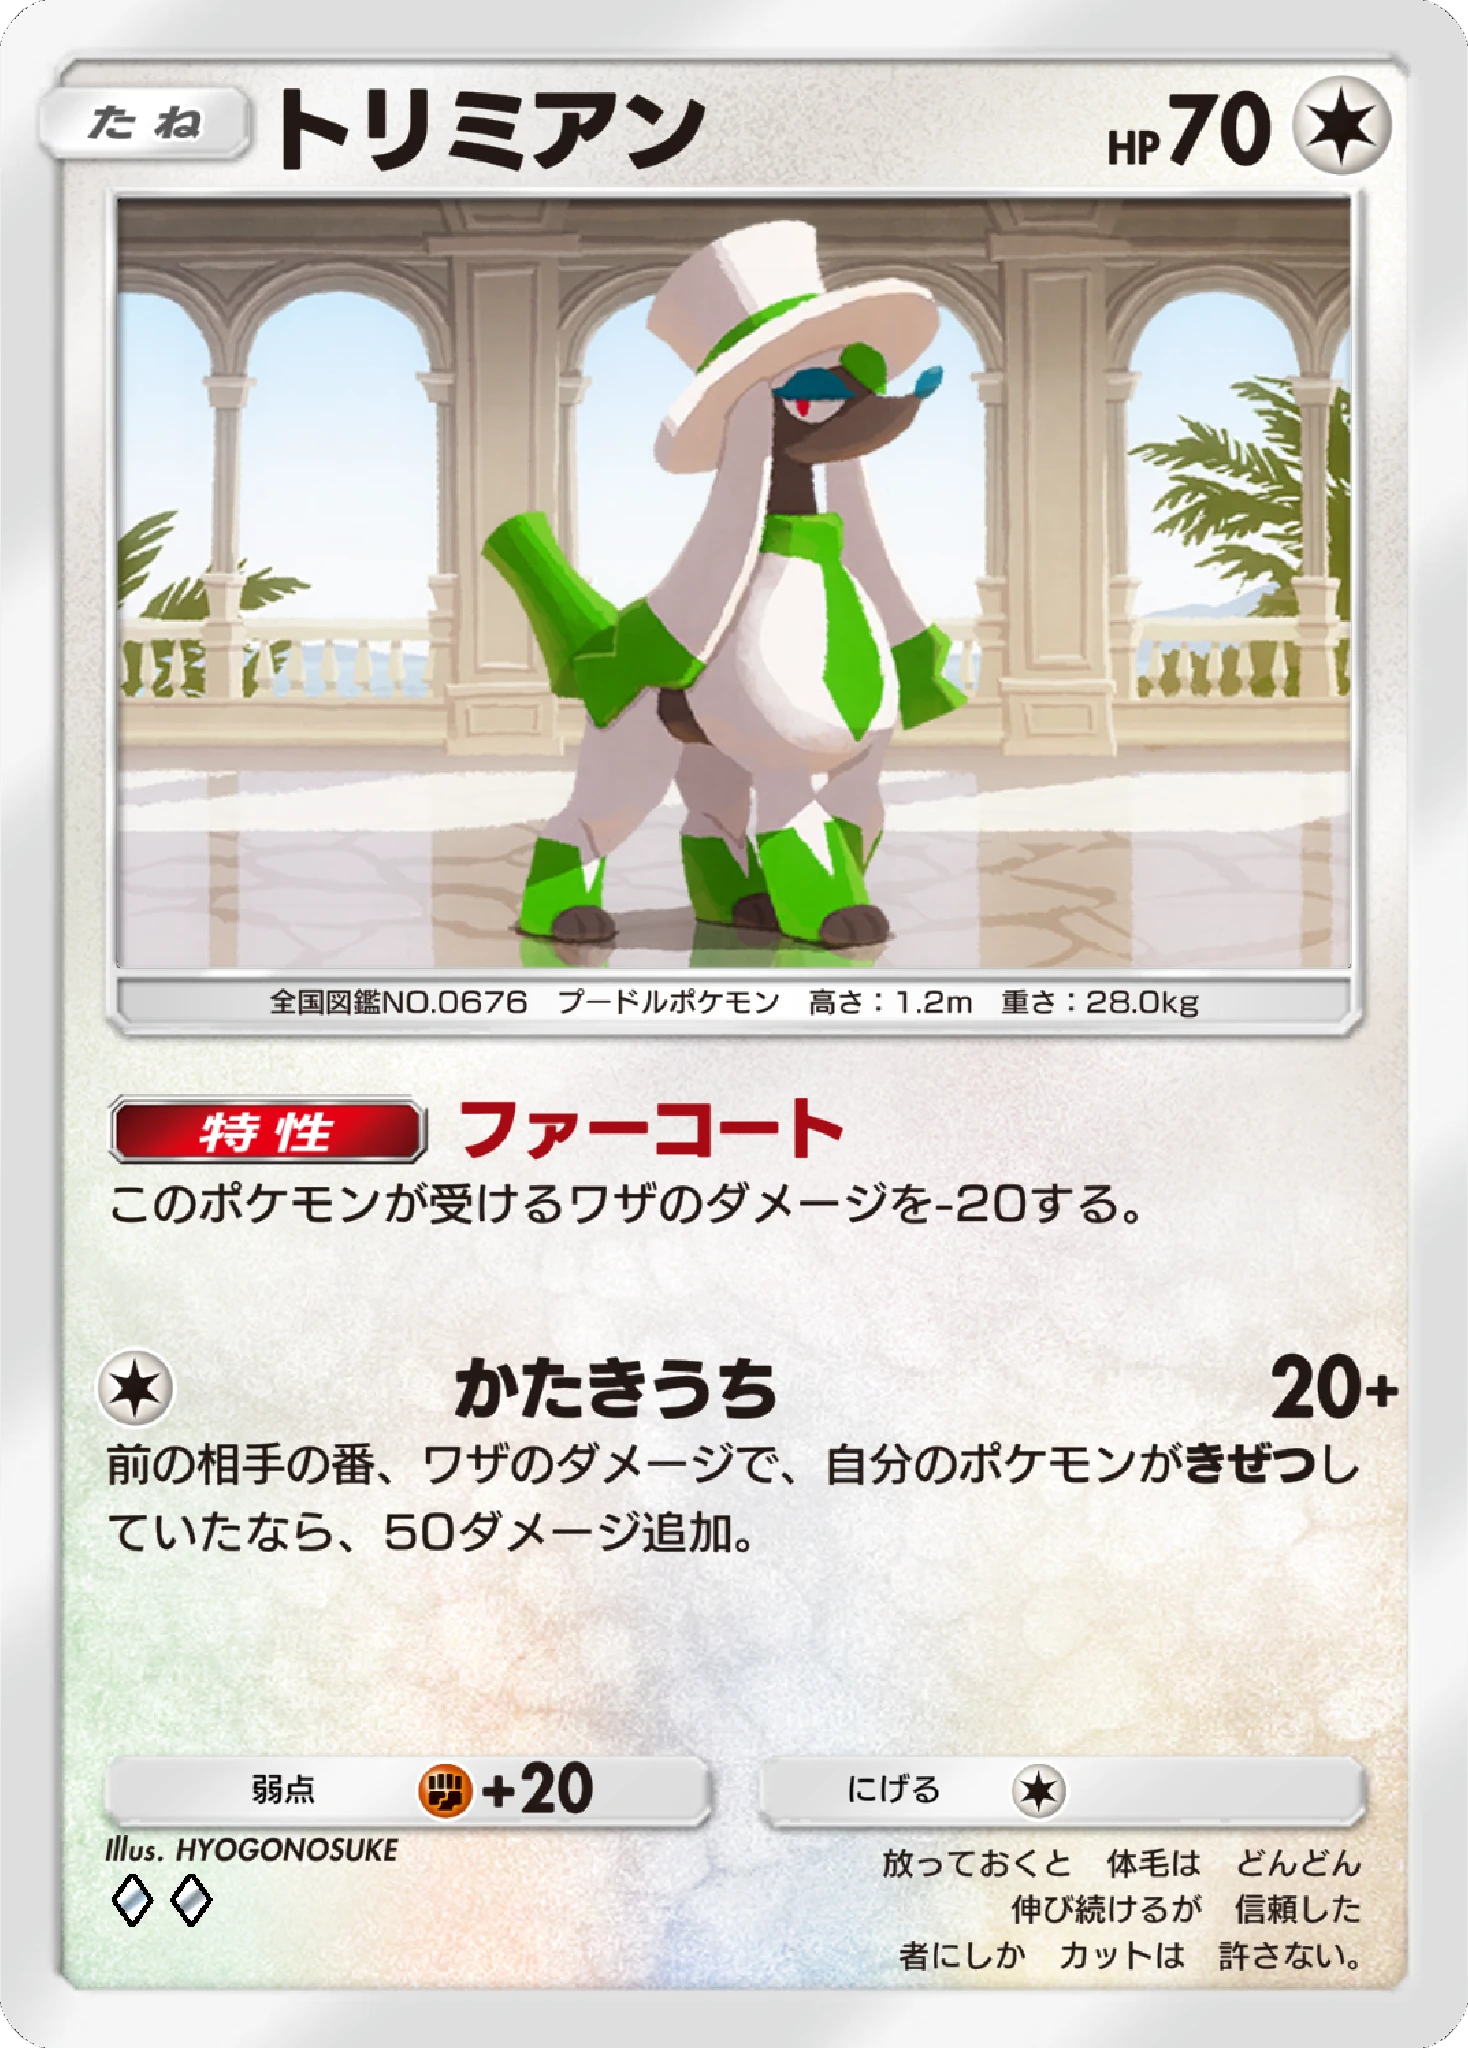 たね トリミアン HP70
全国図鑑NO.0676 プードルポケモン 高さ：1.2m 重さ：28.0kg
特性 ファーコート
このポケモンが受けるワザのダメージを-20する。
かたきうち 20+
前の相手の番、ワザのダメージで、自分のポケモンがきぜつし
ていたなら、50ダメージ追加。
弱点 +20 にげる
Illus. HYOGONOSUKE
放っておくと 体毛は どんどん
伸び続けるが 信頼した
者にしか カットは 許さない。